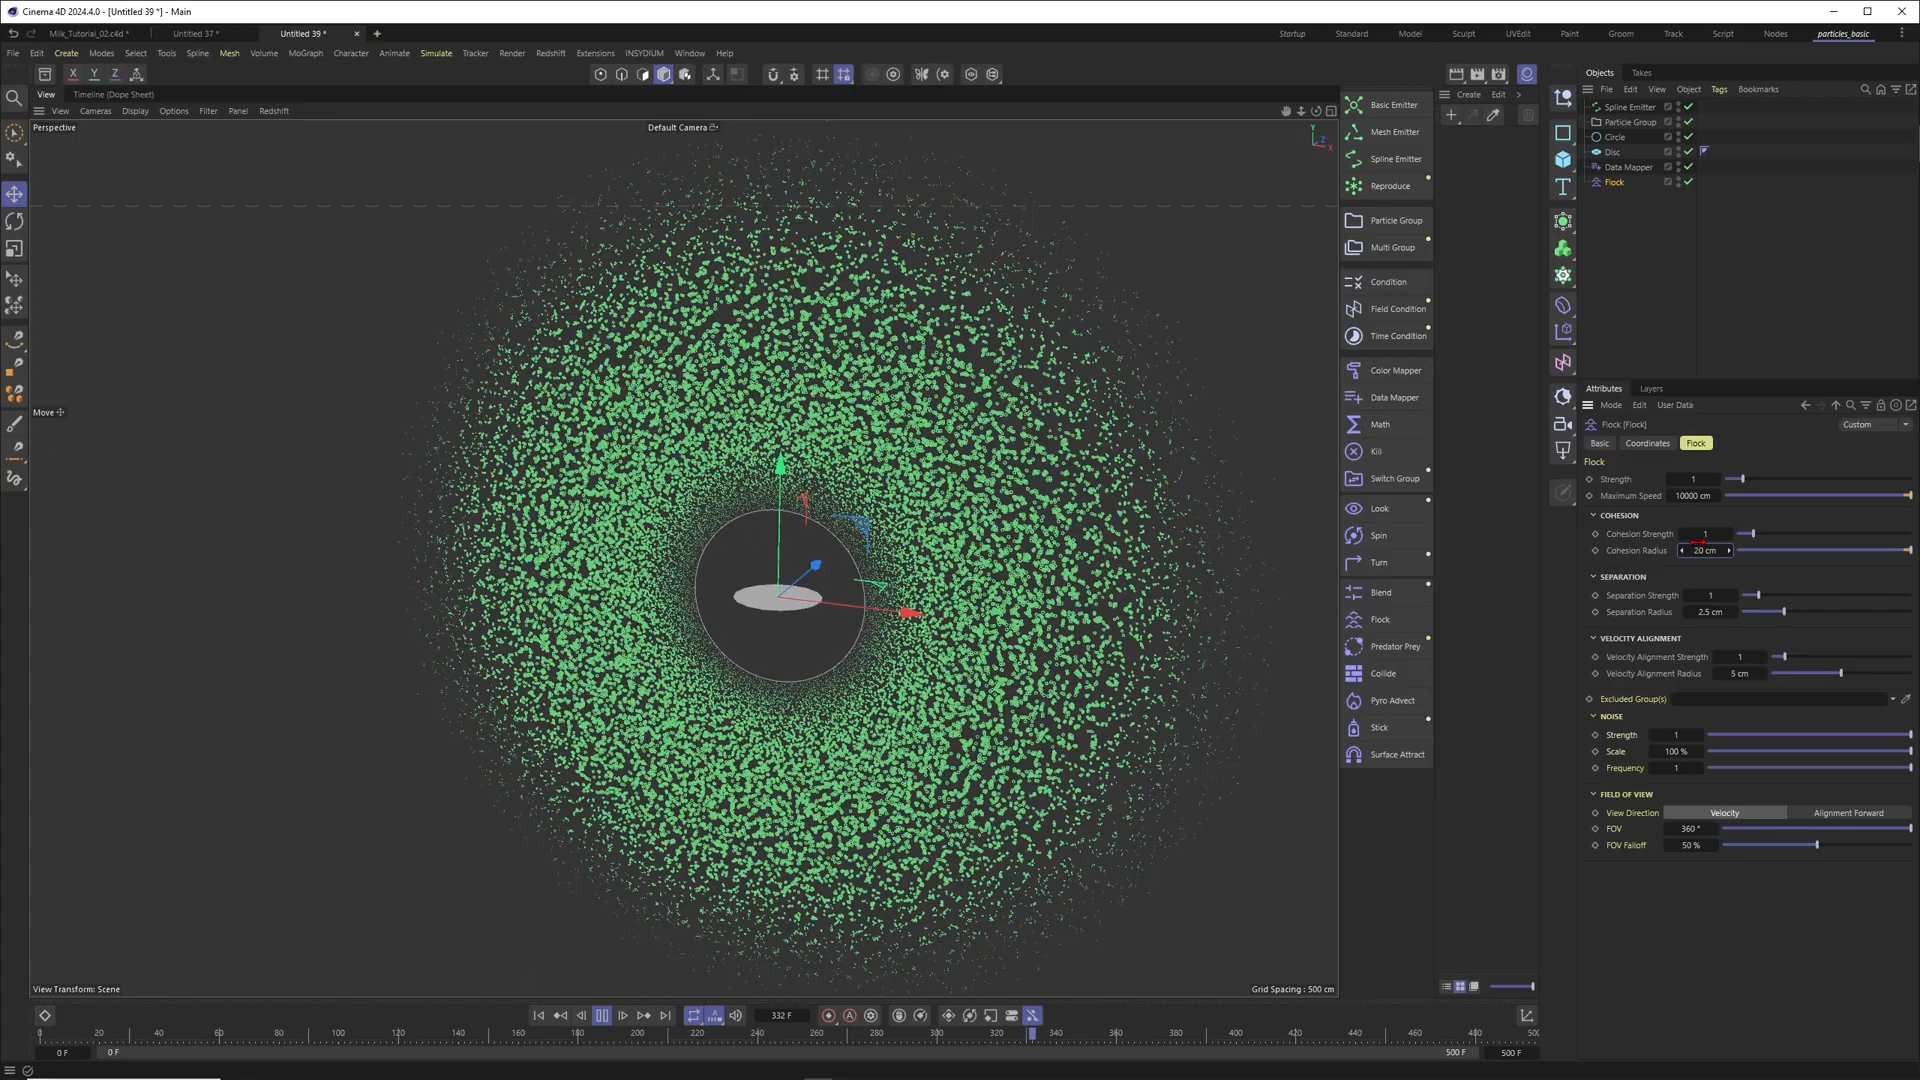 Cinema 4D 2024.4.0 - [Untitled 39 *] - Main
Milk_Tutorial_02.c4d *
Untitled 37 *
Untitled 39 *
Startup
Standard
Model
Sculpt
UVEdit
Paint
Groom
Track
Script
Nodes
particles_basic
File
Edit
Create
Modes
Select
Tools
Spline
Mesh
Volume
MoGraph
Character
Animate
Simulate
Tracker
Render
Redshift
Extensions
INSYDIUM
Window
Help
X
Y
Z
View
Timeline (Dope Sheet)
View
Cameras
Display
Options
Filter
Panel
Redshift
Perspective
Default Camera
Y
Z
X
Move
View Transform: Scene
Grid Spacing : 500 cm
Basic Emitter
Mesh Emitter
Spline Emitter
Reproduce
Particle Group
Multi Group
Condition
Field Condition
Time Condition
Color Mapper
Data Mapper
Math
Kill
Switch Group
Look
Spin
Turn
Blend
Flock
Predator Prey
Collide
Pyro Advect
Stick
Surface Attract
Create
Edit
Objects
Takes
File
Edit
View
Object
Tags
Bookmarks
Spline Emitter
Particle Group
Circle
Disc
Data Mapper
Flock
Attributes
Layers
Mode
Edit
User Data
Flock [Flock]
Custom
Basic
Coordinates
Flock
Flock
Strength 1
Maximum Speed 10000 cm
COHESION
Cohesion Strength 1
Cohesion Radius 20 cm
SEPARATION
Separation Strength 1
Separation Radius 2.5 cm
VELOCITY ALIGNMENT
Velocity Alignment Strength 1
Velocity Alignment Radius 5 cm
Excluded Group(s)
NOISE
Strength 1
Scale 100 %
Frequency 1
FIELD OF VIEW
View Direction Velocity Alignment Forward
FOV 360 °
FOV Falloff 50 %
332 F
0 20 40 60 80 100 120 140 160 180 200 220 240 260 280 300 320 340 360 380 400 420 440 460 480 50
0 F
0 F
500 F
500 F